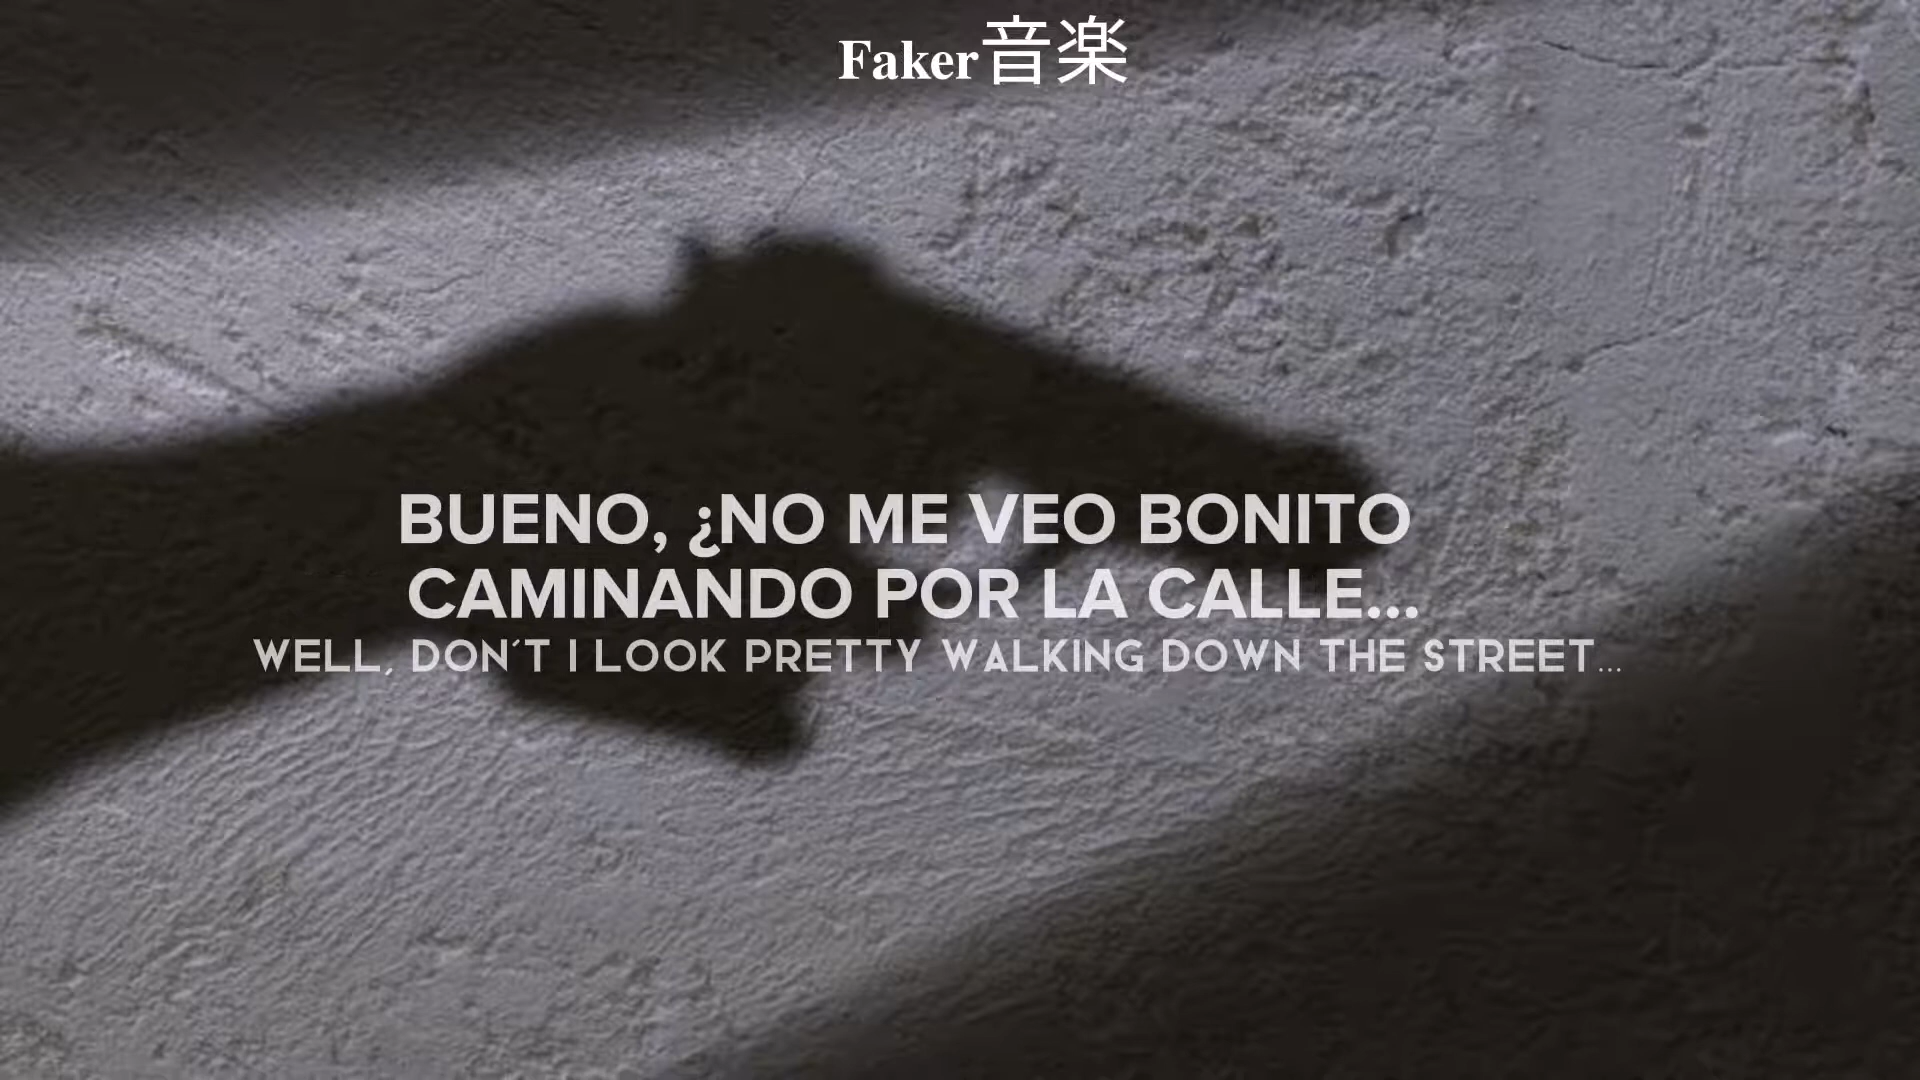 Faker音楽
BUENO, ¿NO ME VEO BONITO
CAMINANDO POR LA CALLE...
WELL, DON´T I LOOK PRETTY WALKING DOWN THE STREET...